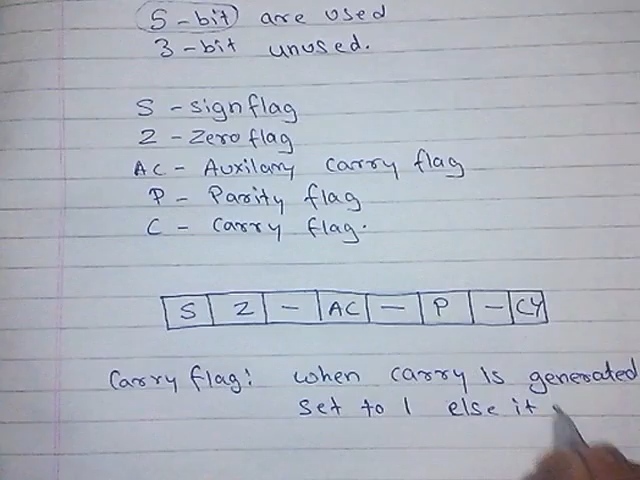 5-bit are used
3-bit unused.
S - signflag
Z - Zero flag
AC - Auxilary carry flag
P - Parity flag
C - Carry flag.
S Z - AC - P - CY
Carry flag: when carry is generated
set to 1 else it